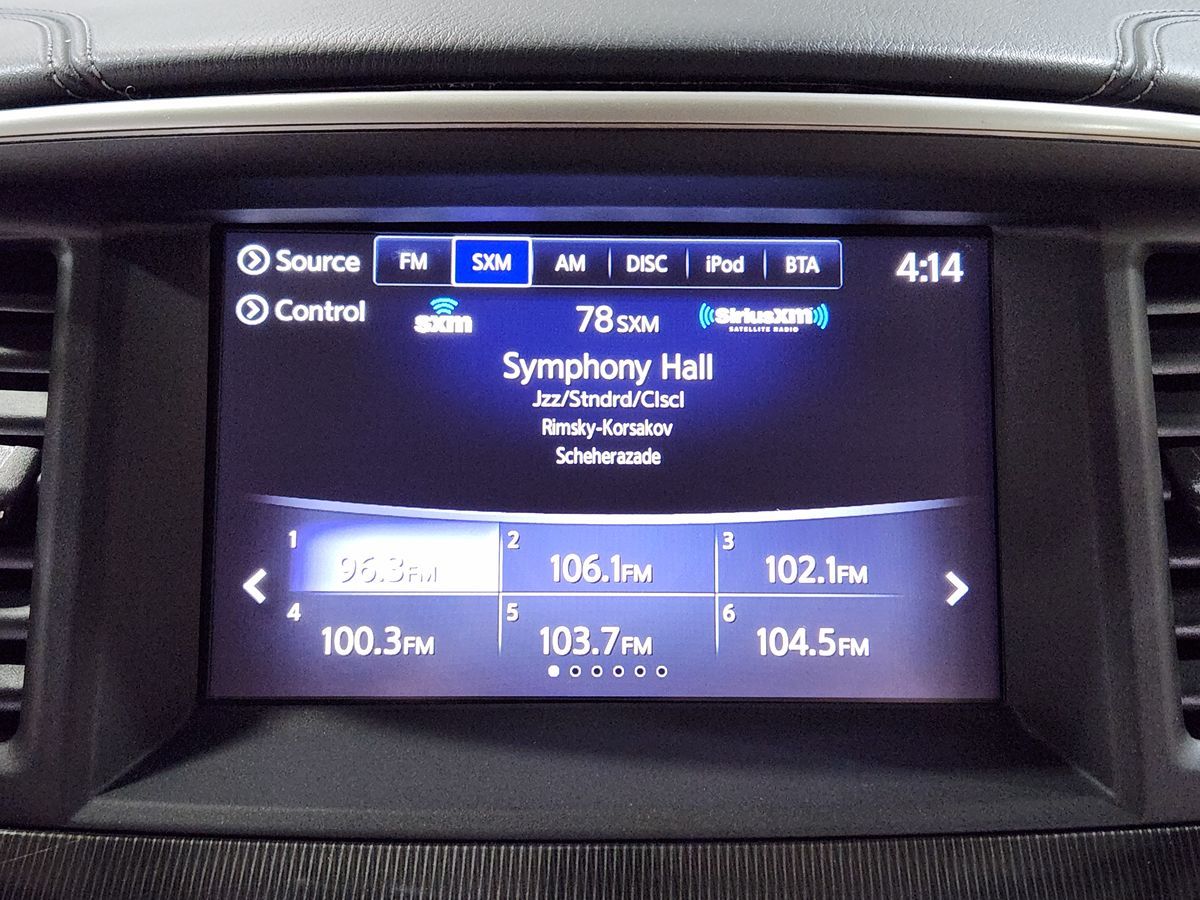 Source FM SXM AM DISC iPod BTA 4:14
Control sxm 78 SXM SiriusXM
SATELLITE RADIO
Symphony Hall
Jzz/Stndrd/Clscl
Rimsky-Korsakov
Scheherazade
1 96.3FM 2 106.1FM 3 102.1FM
4 100.3FM 5 103.7FM 6 104.5FM